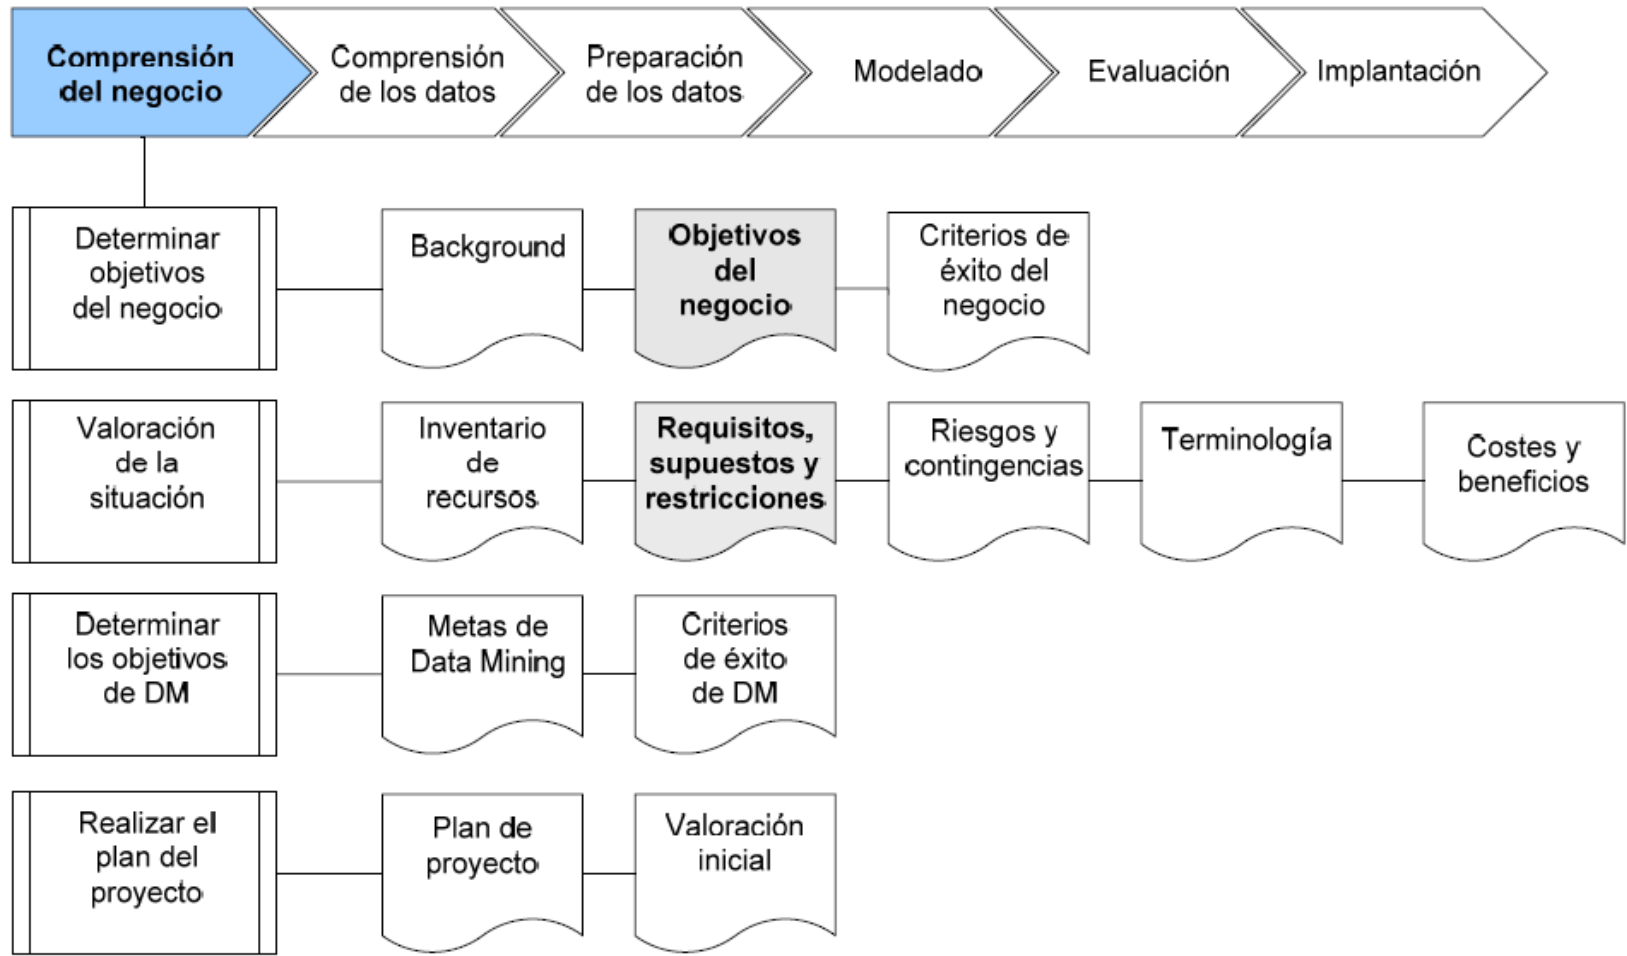 Comprensión
del negocio
Comprensión
de los datos
Preparación
de los datos
Modelado
Evaluación
Implantación
Determinar
objetivos
del negocio
Background
Objetivos
del
negocio
Criterios de
éxito del
negocio
Valoración
de la
situación
Inventario
de
recursos
Requisitos,
supuestos y
restricciones
Riesgos y
contingencias
Terminología
Costes y
beneficios
Determinar
los objetivos
de DM
Metas de
Data Mining
Criterios
de éxito
de DM
Realizar el
plan del
proyecto
Plan de
proyecto
Valoración
inicial